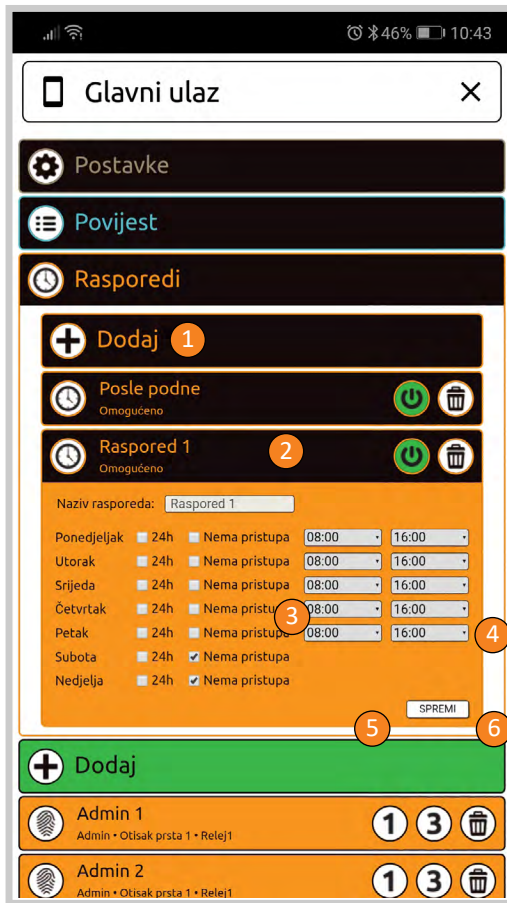 46% 10:43
Glavni ulaz
Postavke
Povijest
Rasporedi
Dodaj 1
Posle podne
Omogućeno
Raspored 1 2
Omogućeno
Naziv rasporeda: Raspored 1
Ponedjeljak 24h Nema pristupa 08:00 16:00
Utorak 24h Nema pristupa 08:00 16:00
Srijeda 24h Nema pristupa 08:00 16:00
Četvrtak 24h Nema pristupa 3 08:00 16:00
Petak 24h Nema pristupa 08:00 16:00 4
Subota 24h Nema pristupa
Nedjelja 24h Nema pristupa
SPREMI
5 6
Dodaj
Admin 1 1 3
Admin • Otisak prsta 1 • Relej1
Admin 2 1 3
Admin • Otisak prsta 1 • Relej1